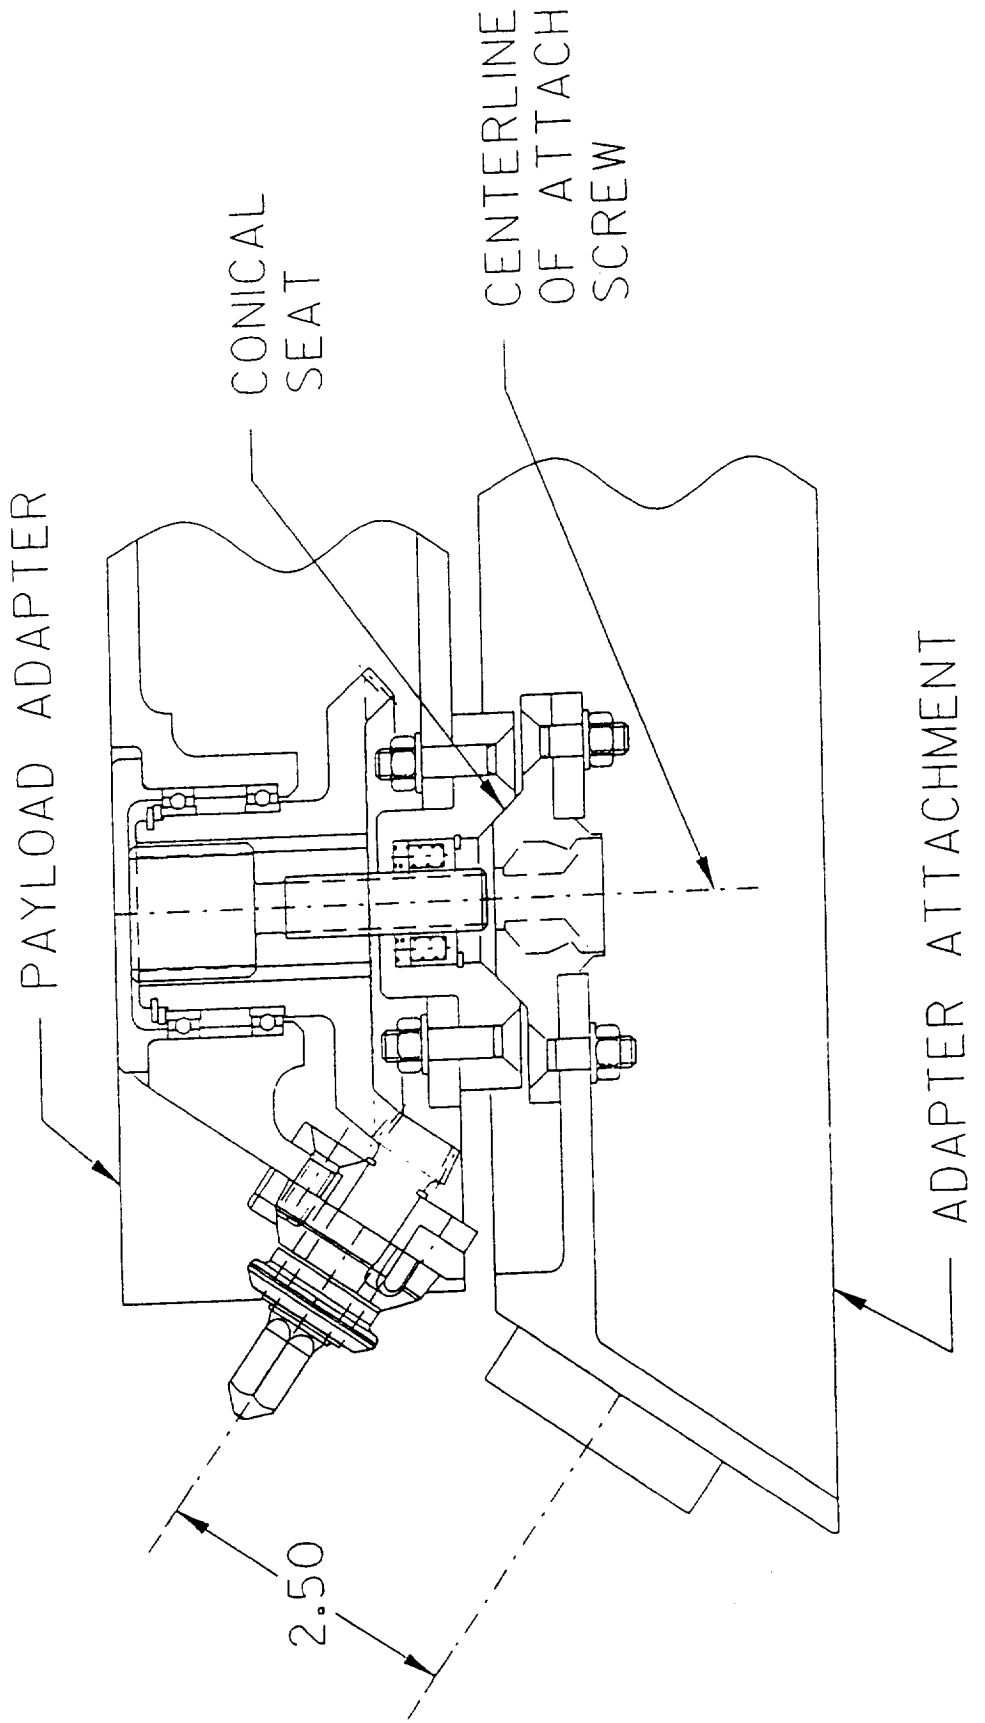 PAYLOAD ADAPTER
CONICAL
SEAT
CENTERLINE
OF ATTACH
SCREW
2.50
ADAPTER ATTACHMENT